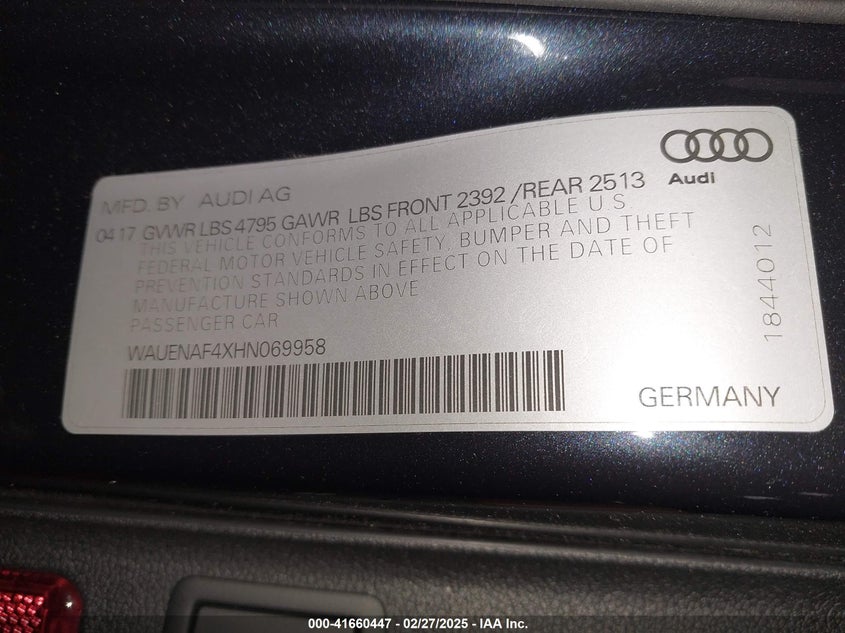 Audi
MFD. BY AUDI AG
04 17 GVWR LBS 4795 GAWR LBS FRONT 2392 / REAR 2513
THIS VEHICLE CONFORMS TO ALL APPLICABLE U.S.
FEDERAL MOTOR VEHICLE SAFETY, BUMPER AND THEFT
PREVENTION STANDARDS IN EFFECT ON THE DATE OF
MANUFACTURE SHOWN ABOVE
PASSENGER CAR
WAUENAF4XHN069958
GERMANY
1844012
000-41660447 - 02/27/2025 - IAA Inc.